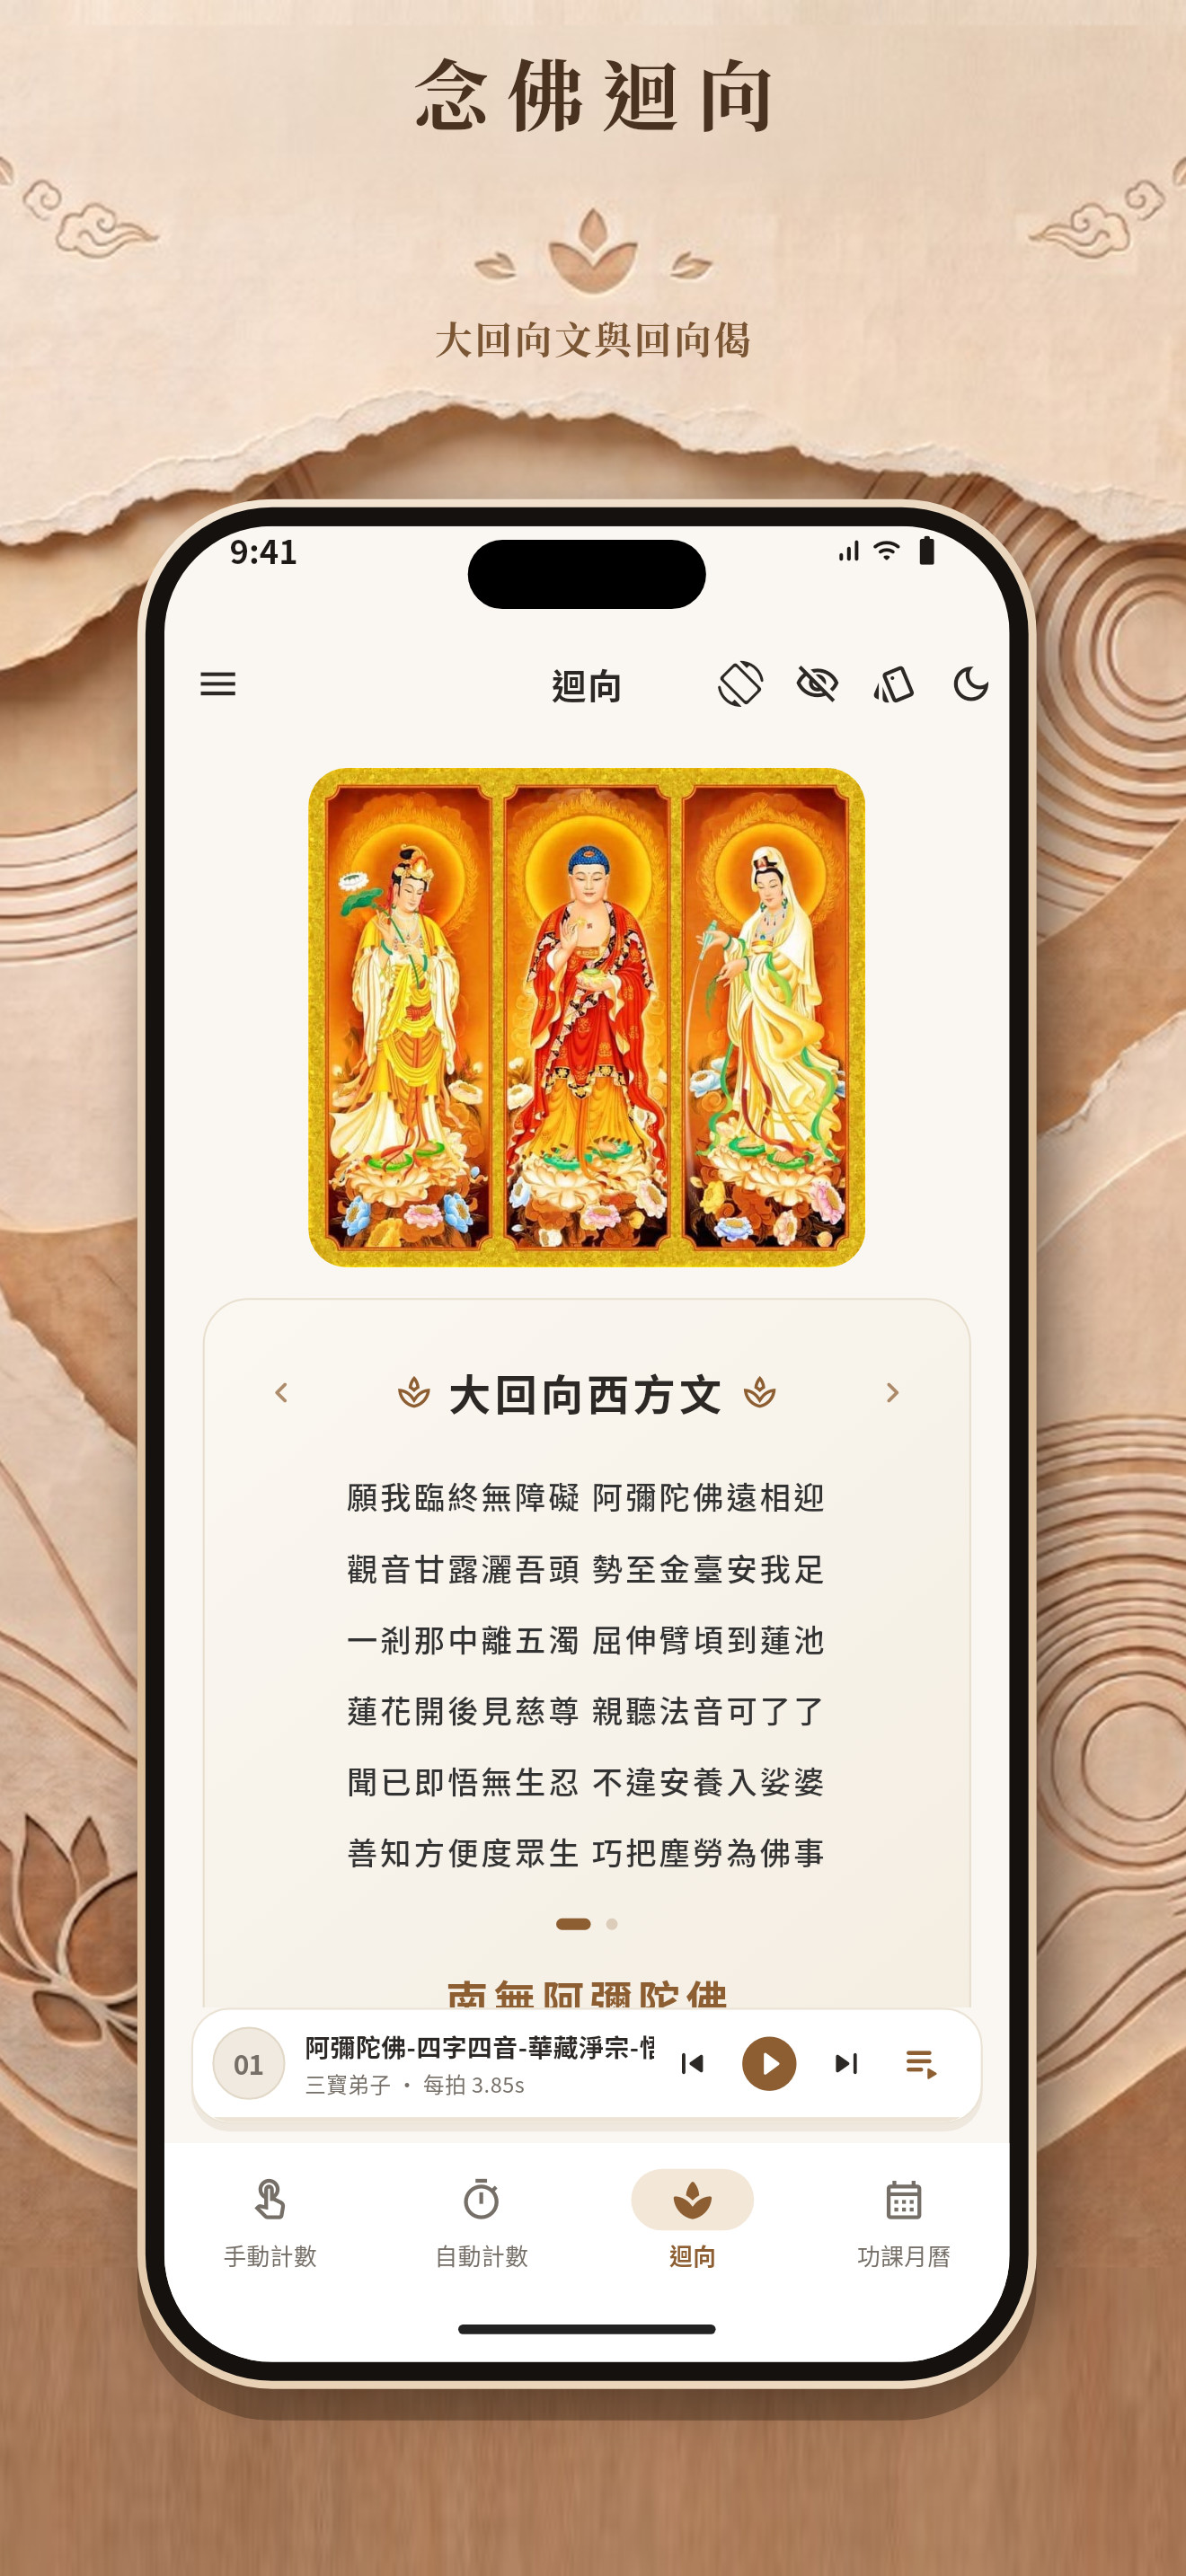 念佛迴向
大回向文與回向偈
9:41
迴向
大回向西方文
願我臨終無障礙 阿彌陀佛遠相迎
觀音甘露灑吾頭 勢至金臺安我足
一剎那中離五濁 屈伸臂頃到蓮池
蓮花開後見慈尊 親聽法音可了了
聞已即悟無生忍 不違安養入娑婆
善知方便度眾生 巧把塵勞為佛事
南無阿彌陀佛
01
阿彌陀佛-四字四音-華藏淨宗-悟
三寶弟子 · 每拍 3.85s
手動計數
自動計數
迴向
功課月曆